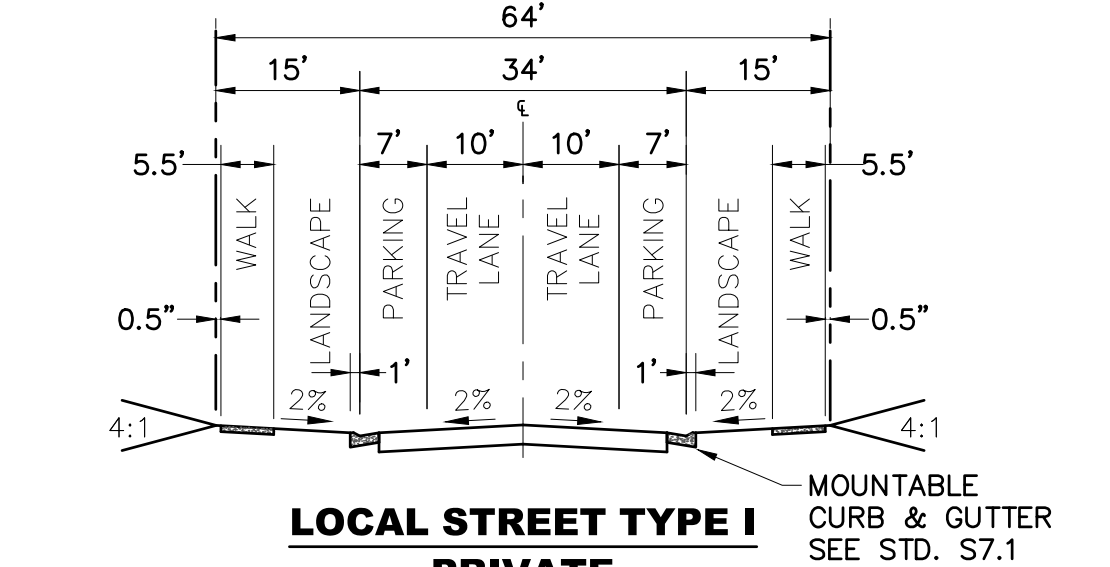 64'
15' 34' 15'
℄
7' 10' 10' 7'
5.5' 5.5'
WALK
LANDSCAPE
PARKING
TRAVEL
LANE
TRAVEL
LANE
PARKING
LANDSCAPE
WALK
0.5" 0.5"
1' 1'
2% 2% 2% 2%
4:1 4:1
MOUNTABLE
CURB & GUTTER
SEE STD. S7.1
LOCAL STREET TYPE I
PRIVATE